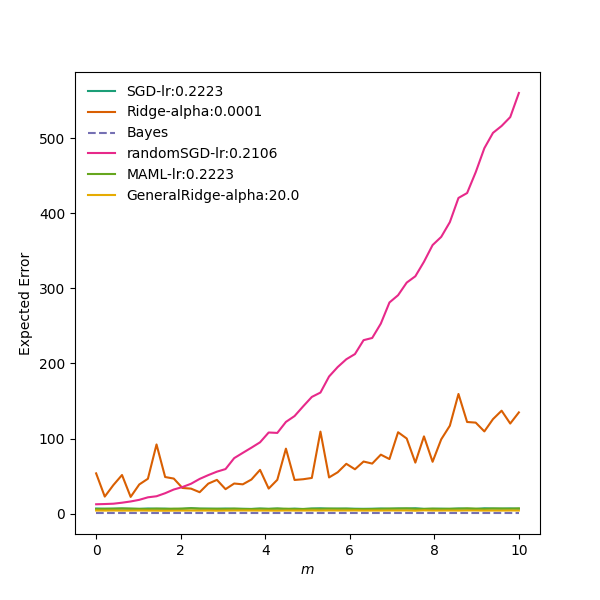 SGD-lr:0.2223
Ridge-alpha:0.0001
Bayes
randomSGD-lr:0.2106
MAML-lr:0.2223
GeneralRidge-alpha:20.0
Expected Error
500
400
300
200
100
0
0 2 4 6 8 10
m